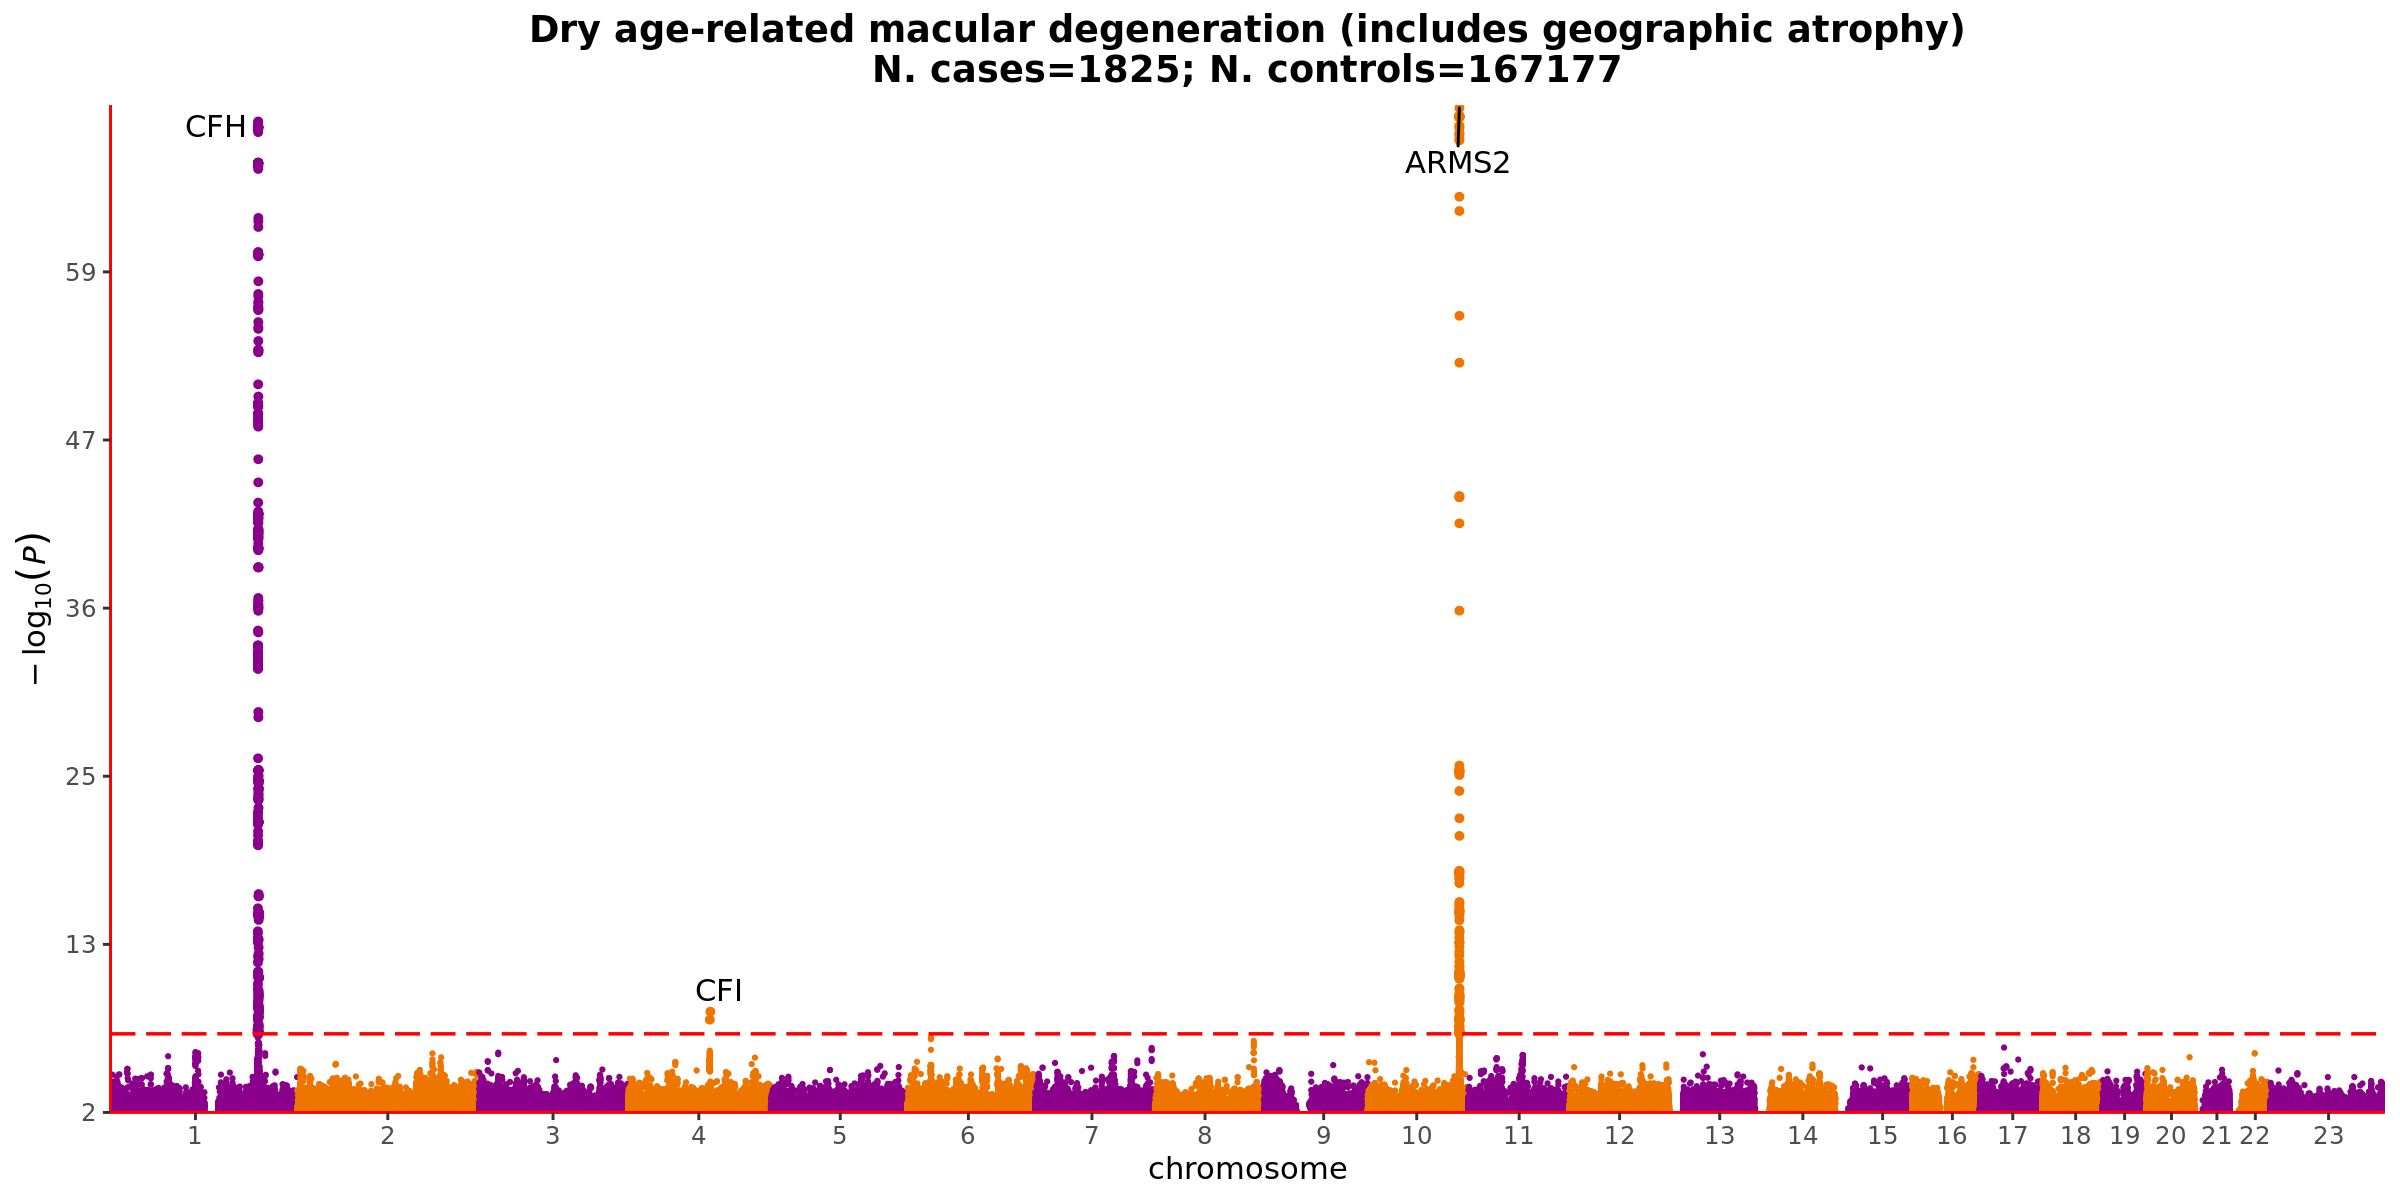 Dry age-related macular degeneration (includes geographic atrophy)
N. cases=1825; N. controls=167177
CFH
ARMS2
CFI
59
47
36
25
13
2
− log10(P)
1 2 3 4 5 6 7 8 9 10 11 12 13 14 15 16 17 18 19 20 21 22 23
chromosome